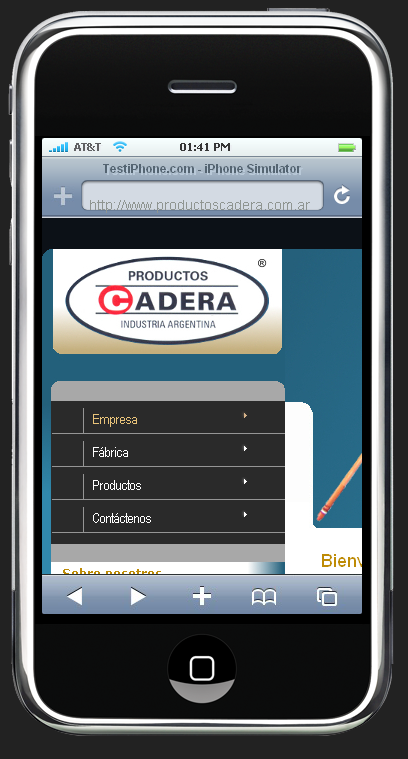 AT&T 01:41 PM
TestiPhone.com - iPhone Simulator
http://www.productoscadera.com.ar
®
PRODUCTOS
CADERA
INDUSTRIA ARGENTINA
Empresa
Fábrica
Productos
Contáctenos
Sobre nosotros
Bienv